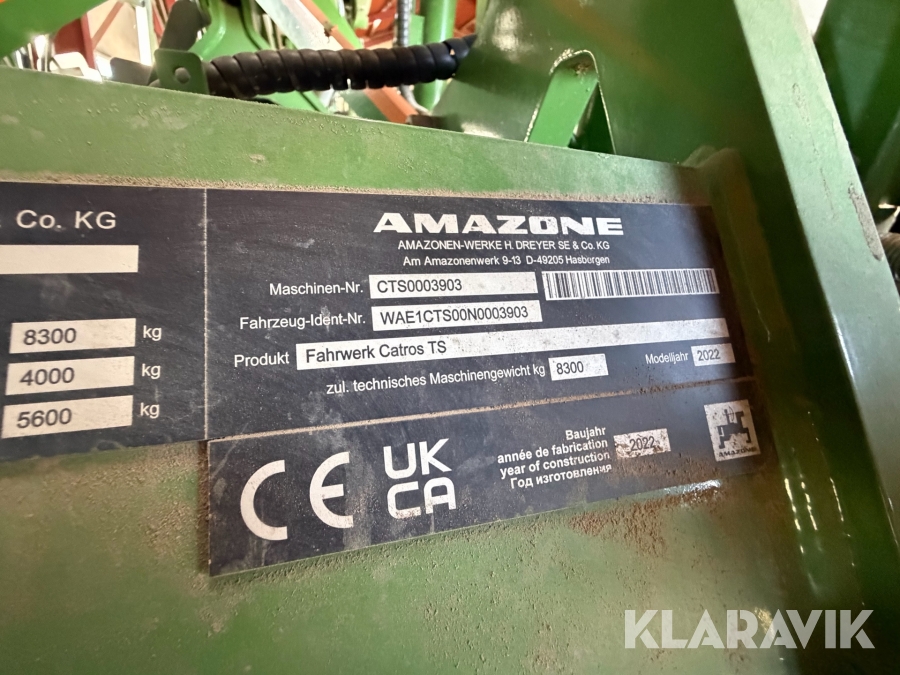 Co. KG
8300 kg
4000 kg
5600 kg
AMAZONE
AMAZONEN-WERKE H. DREYER SE & Co. KG
Am Amazonenwerk 9-13 D-49205 Hasbergen
Maschinen-Nr. CTS0003903
Fahrzeug-Ident-Nr. WAE1CTS00N0003903
Produkt Fahrwerk Catros TS
zul. technisches Maschinengewicht kg 8300 Modelljahr 2022
CE UK CA
Baujahr
année de fabrication
year of construction
Год изготовления
2022
AMAZONE
KLARAVIK